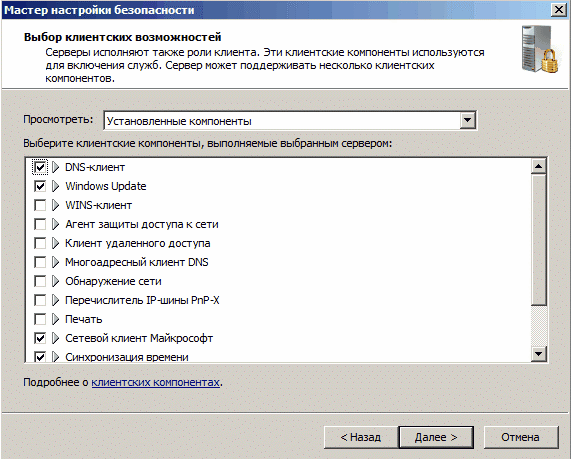 Мастер настройки безопасности
Выбор клиентских возможностей
Серверы исполняют также роли клиента. Эти клиентские компоненты используются
для включения служб. Сервер может поддерживать несколько клиентских
компонентов.
Просмотреть: Установленные компоненты
Выберите клиентские компоненты, выполняемые выбранным сервером:
DNS-клиент
Windows Update
WINS-клиент
Агент защиты доступа к сети
Клиент удаленного доступа
Многоадресный клиент DNS
Обнаружение сети
Перечислитель IP-шины PnP-X
Печать
Сетевой клиент Майкрософт
Синхронизация времени
Подробнее о клиентских компонентах.
< Назад Далее > Отмена